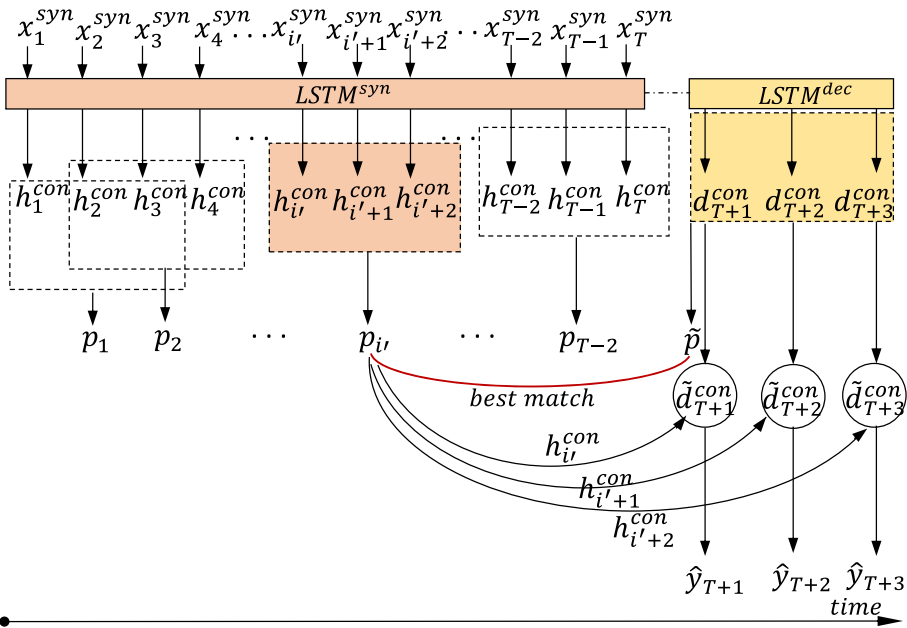 x_1^{syn} x_2^{syn} x_3^{syn} x_4^{syn} ... x_{i'}^{syn} x_{i'+1}^{syn} x_{i'+2}^{syn} ... x_{T-2}^{syn} x_{T-1}^{syn} x_T^{syn}
LSTM^{syn} LSTM^{dec}
... ...
h_1^{con} h_2^{con} h_3^{con} h_4^{con} h_{i'}^{con} h_{i'+1}^{con} h_{i'+2}^{con} h_{T-2}^{con} h_{T-1}^{con} h_T^{con} d_{T+1}^{con} d_{T+2}^{con} d_{T+3}^{con}
p_1 p_2 ... p_{i'} ... p_{T-2} p̃
best match d̃_{T+1}^{con} d̃_{T+2}^{con} d̃_{T+3}^{con}
h_{i'}^{con}
h_{i'+1}^{con}
h_{i'+2}^{con}
ŷ_{T+1} ŷ_{T+2} ŷ_{T+3}
time